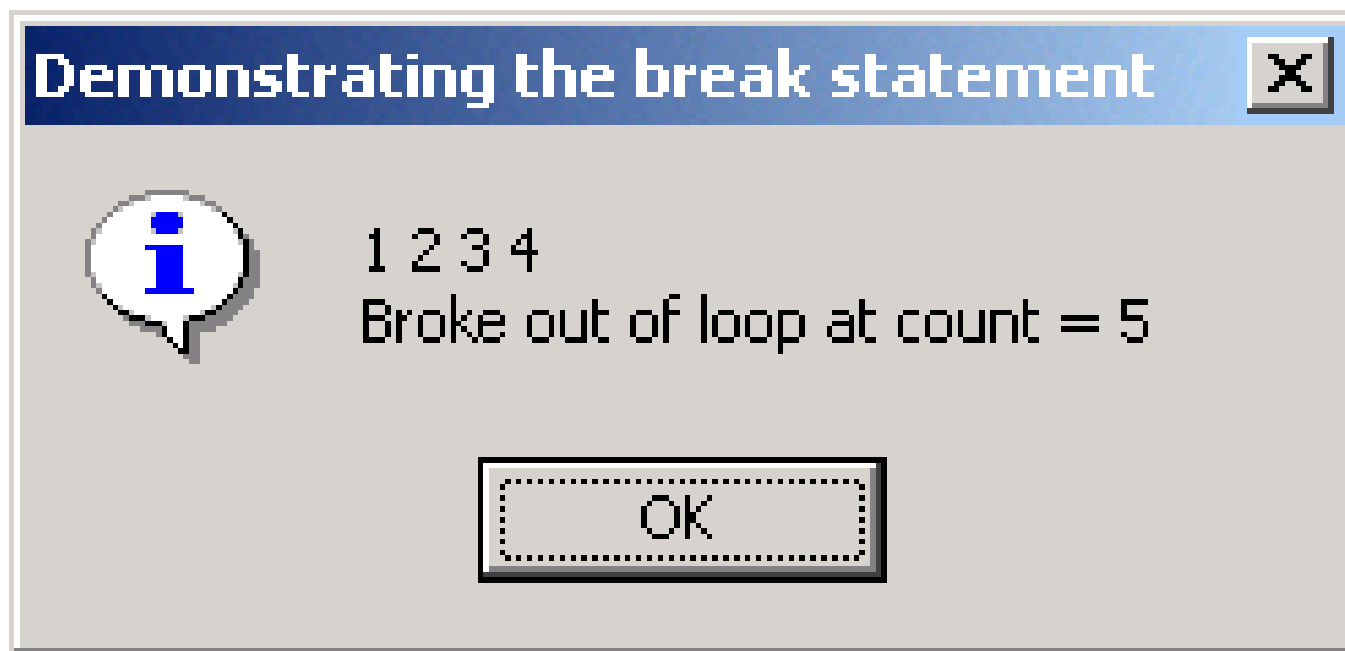 Demonstrating the break statement
1 2 3 4
Broke out of loop at count = 5
OK